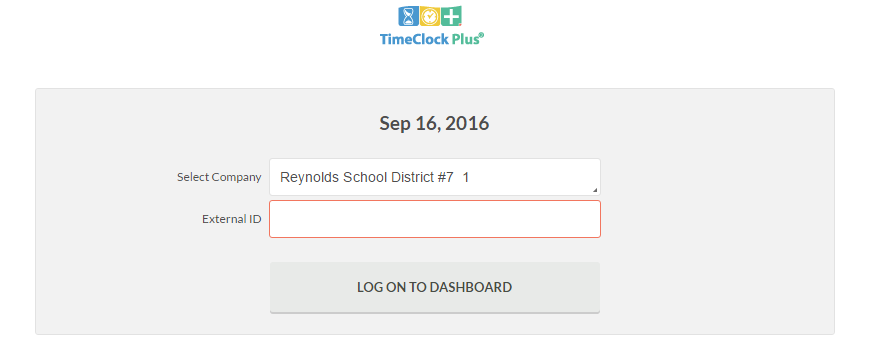 TimeClock Plus®
Sep 16, 2016
Select Company
Reynolds School District #7 1
External ID
LOG ON TO DASHBOARD